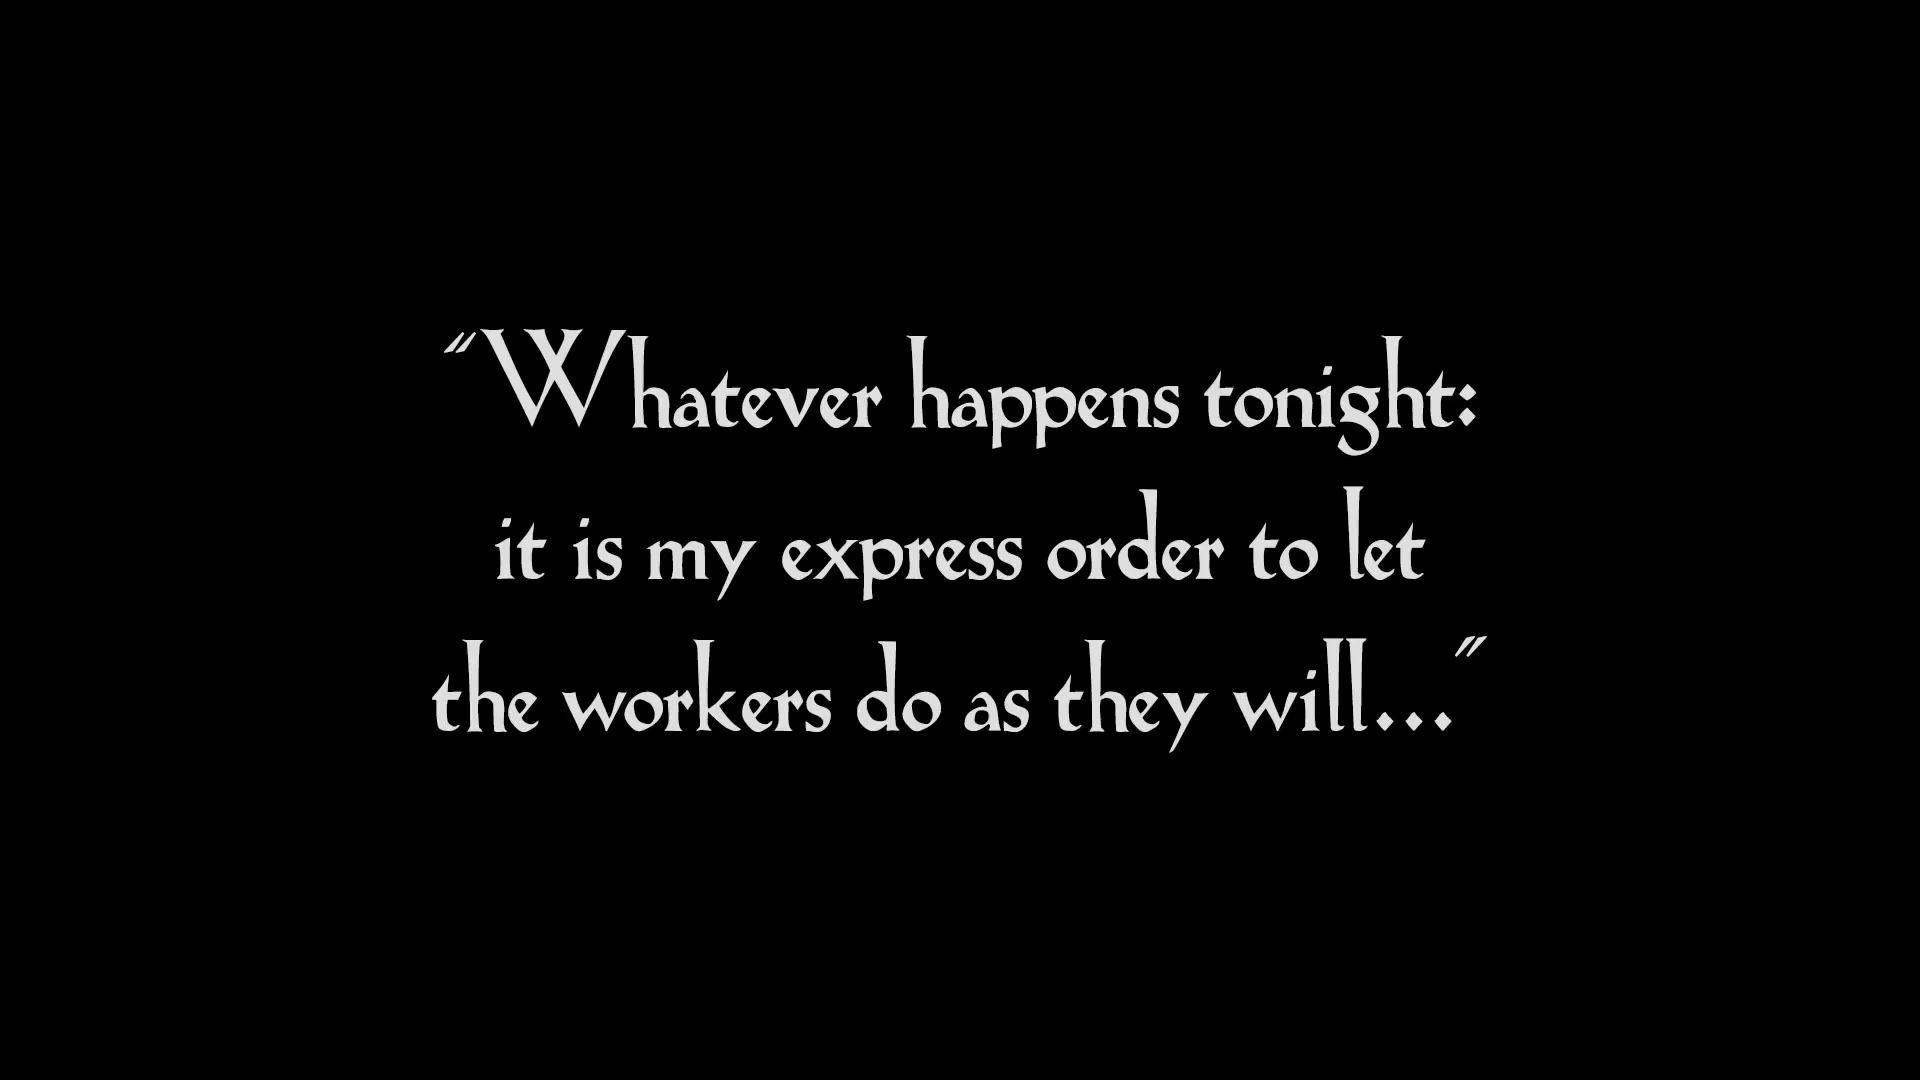 “Whatever happens tonight:
it is my express order to let
the workers do as they will...”